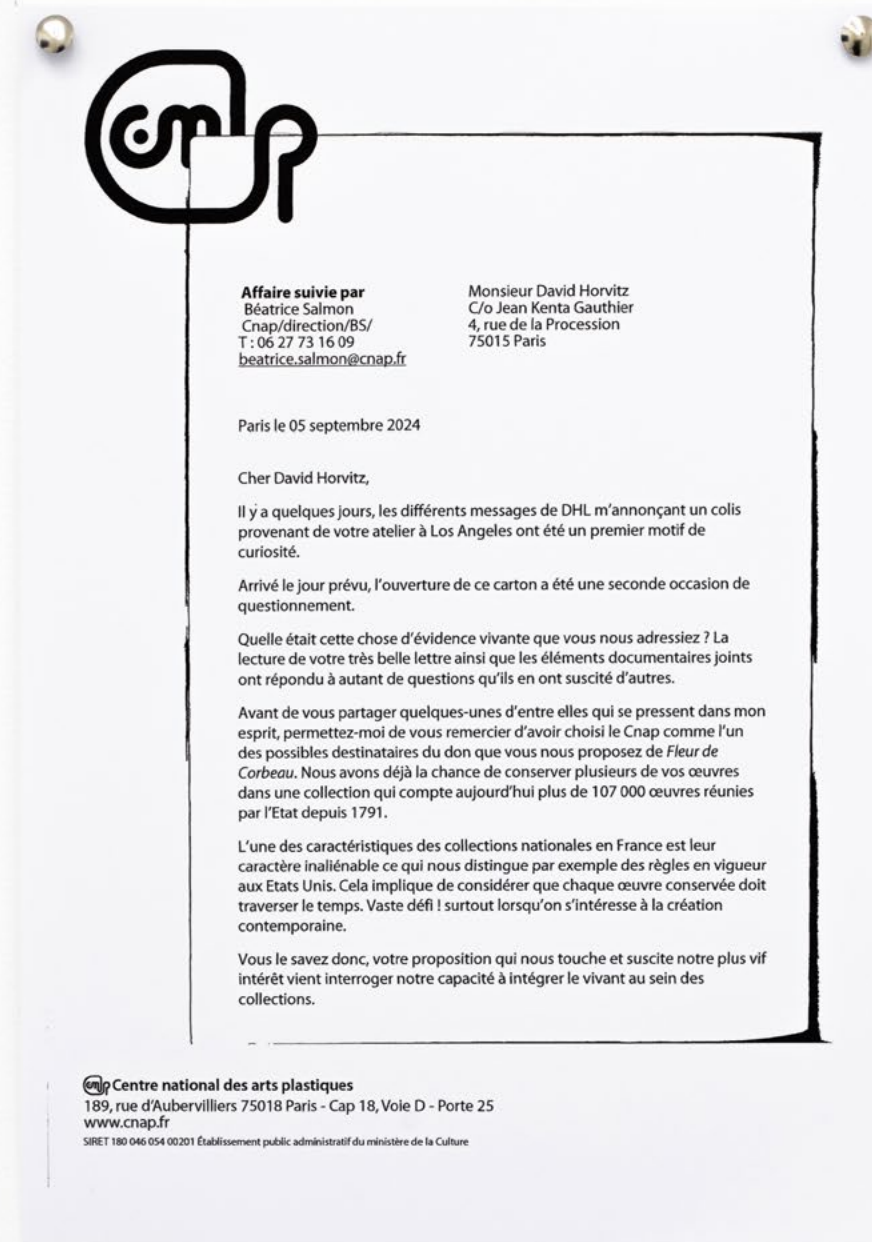 cnap
Affaire suivie par
Béatrice Salmon
Cnap/direction/BS/
T : 06 27 73 16 09
beatrice.salmon@cnap.fr
Monsieur David Horvitz
C/o Jean Kenta Gauthier
4, rue de la Procession
75015 Paris
Paris le 05 septembre 2024
Cher David Horvitz,
Il y a quelques jours, les différents messages de DHL m’annonçant un colis
provenant de votre atelier à Los Angeles ont été un premier motif de
curiosité.
Arrivé le jour prévu, l’ouverture de ce carton a été une seconde occasion de
questionnement.
Quelle était cette chose d’évidence vivante que vous nous adressiez ? La
lecture de votre très belle lettre ainsi que les éléments documentaires joints
ont répondu à autant de questions qu’ils en ont suscité d’autres.
Avant de vous partager quelques-unes d’entre elles qui se pressent dans mon
esprit, permettez-moi de vous remercier d’avoir choisi le Cnap comme l’un
des possibles destinataires du don que vous nous proposez de Fleur de
Corbeau. Nous avons déjà la chance de conserver plusieurs de vos œuvres
dans une collection qui compte aujourd’hui plus de 107 000 œuvres réunies
par l’Etat depuis 1791.
L’une des caractéristiques des collections nationales en France est leur
caractère inaliénable ce qui nous distingue par exemple des règles en vigueur
aux Etats Unis. Cela implique de considérer que chaque œuvre conservée doit
traverser le temps. Vaste défi ! surtout lorsqu’on s’intéresse à la création
contemporaine.
Vous le savez donc, votre proposition qui nous touche et suscite notre plus vif
intérêt vient interroger notre capacité à intégrer le vivant au sein des
collections.
cnap Centre national des arts plastiques
189, rue d’Aubervilliers 75018 Paris - Cap 18, Voie D - Porte 25
www.cnap.fr
SIRET 180 046 054 00201 Établissement public administratif du ministère de la Culture